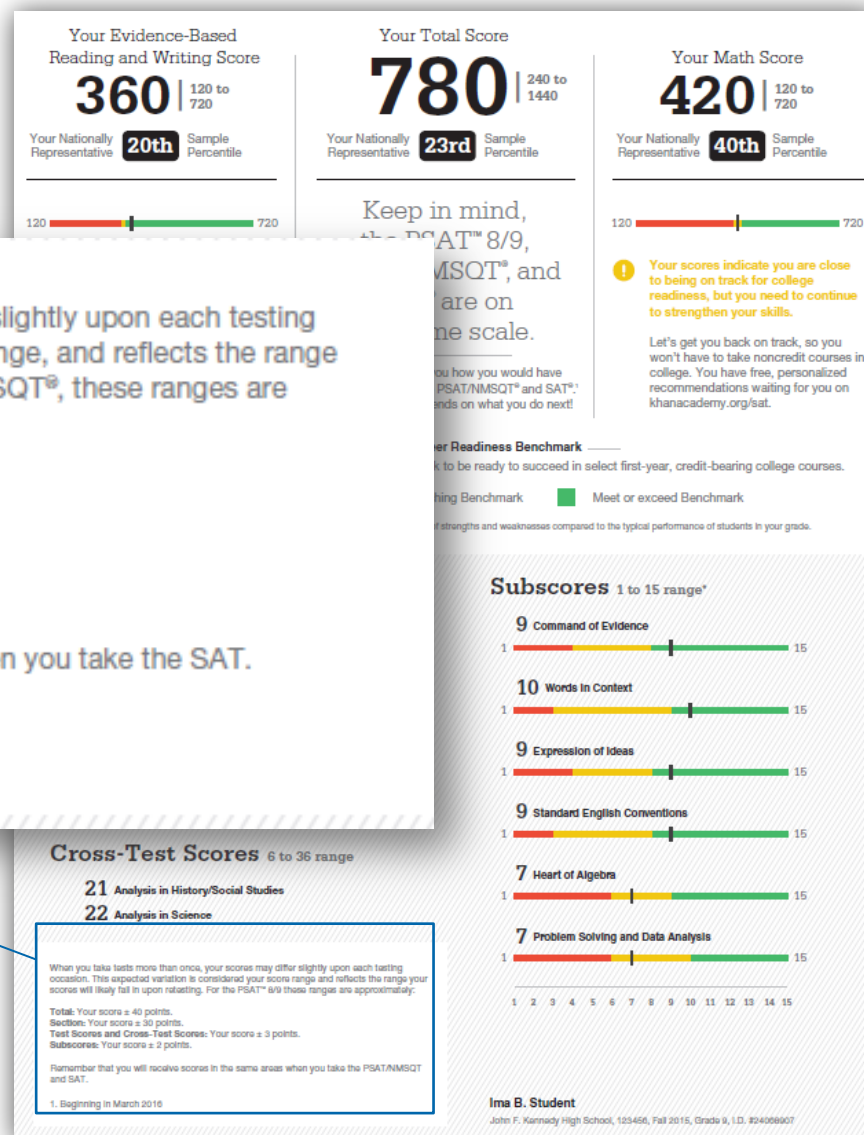 Your Evidence-Based
Reading and Writing Score
360 120 to
720
Your Nationally
Representative 20th Sample
Percentile
120 720
Your Total Score
780 240 to
1440
Your Nationally
Representative 23rd Sample
Percentile
Keep in mind,
PSAT™ 8/9,
MSQT®, and
are on
me scale.
ou how you would have
PSAT/NMSQT® and SAT®.¹
ends on what you do next!
Your Math Score
420 120 to
720
Your Nationally
Representative 40th Sample
Percentile
120 720
! Your scores indicate you are close
to being on track for college
readiness, but you need to continue
to strengthen your skills.
Let's get you back on track, so you
won't have to take noncredit courses in
college. You have free, personalized
recommendations waiting for you on
khanacademy.org/sat.
er Readiness Benchmark
k to be ready to succeed in select first-year, credit-bearing college courses.
hing Benchmark Meet or exceed Benchmark
of strengths and weaknesses compared to the typical performance of students in your grade.
slightly upon each testing
nge, and reflects the range
SQT®, these ranges are
n you take the SAT.
Subscores 1 to 15 range*
9 Command of Evidence
1 15
10 Words in Context
1 15
9 Expression of Ideas
1 15
9 Standard English Conventions
1 15
7 Heart of Algebra
1 15
7 Problem Solving and Data Analysis
1 15
1 2 3 4 5 6 7 8 9 10 11 12 13 14 15
Cross-Test Scores 6 to 36 range
21 Analysis in History/Social Studies
22 Analysis in Science
When you take tests more than once, your scores may differ slightly upon each testing
occasion. This expected variation is considered your score range and reflects the range your
scores will likely fall in upon retesting. For the PSAT™ 8/9 these ranges are approximately:
Total: Your score ± 40 points.
Section: Your score ± 30 points.
Test Scores and Cross-Test Scores: Your score ± 3 points.
Subscores: Your score ± 2 points.
Remember that you will receive scores in the same areas when you take the PSAT/NMSQT
and SAT.
1. Beginning in March 2016
Ima B. Student
John F. Kennedy High School, 123456, Fall 2015, Grade 9, I.D. #24068907